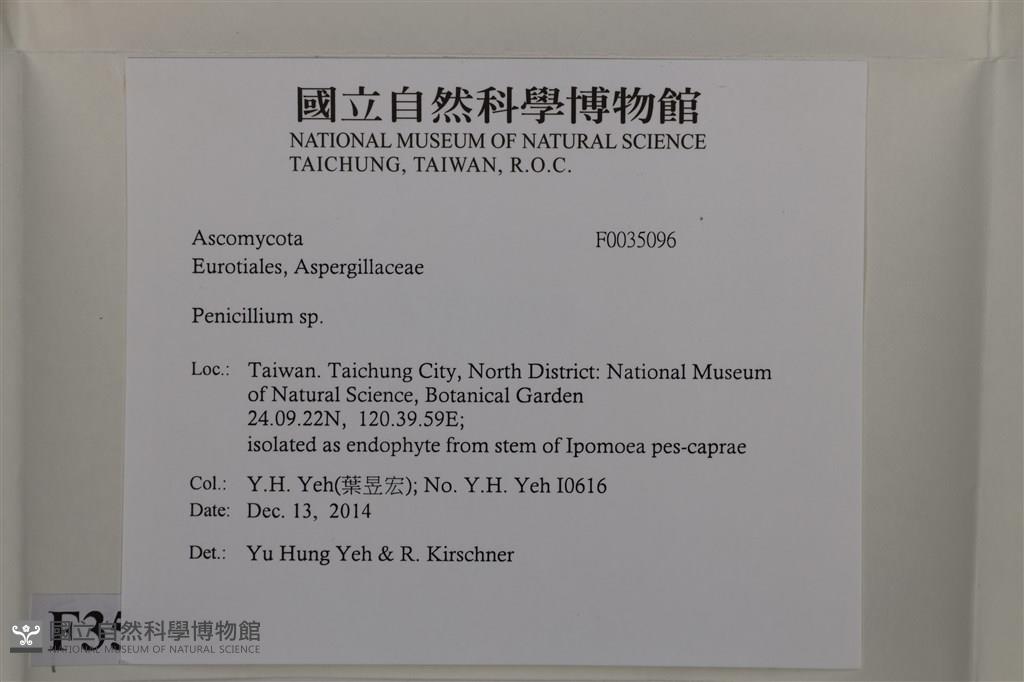 國立自然科學博物館
NATIONAL MUSEUM OF NATURAL SCIENCE
TAICHUNG, TAIWAN, R.O.C.
Ascomycota F0035096
Eurotiales, Aspergillaceae
Penicillium sp.
Loc.: Taiwan. Taichung City, North District: National Museum
of Natural Science, Botanical Garden
24.09.22N, 120.39.59E;
isolated as endophyte from stem of Ipomoea pes-caprae
Col.: Y.H. Yeh(葉昱宏); No. Y.H. Yeh I0616
Date: Dec. 13, 2014
Det.: Yu Hung Yeh & R. Kirschner
F35
國立自然科學博物館
NATIONAL MUSEUM OF NATURAL SCIENCE